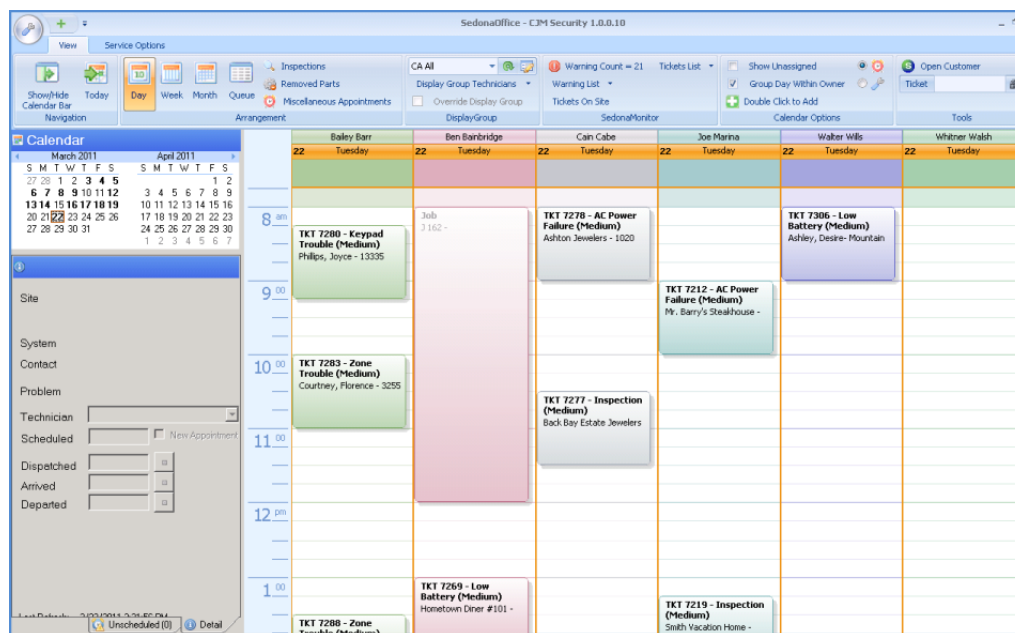 SedonaOffice - CJM Security 1.0.0.10
View Service Options
Show/Hide Calendar Bar
Today
Navigation
Day Week Month Queue
Inspections
Removed Parts
Miscellaneous Appointments
Arrangement
CA All
Display Group Technicians
Override Display Group
DisplayGroup
Warning Count = 21 Tickets List
Warning List
Tickets On Site
SedonaMonitor
Show Unassigned
Group Day Within Owner
Double Click to Add
Calendar Options
Open Customer
Ticket
Tools
Calendar
March 2011 April 2011
S M T W T F S S M T W T F S
27 28 1 2 3 4 5 1 2
6 7 8 9 10 11 12 3 4 5 6 7 8 9
13 14 15 16 17 18 19 10 11 12 13 14 15 16
20 21 22 23 24 25 26 17 18 19 20 21 22 23
27 28 29 30 31 24 25 26 27 28 29 30
1 2 3 4 5 6 7
Site
System
Contact
Problem
Technician
Scheduled New Appointment
Dispatched
Arrived
Departed
Unscheduled (0) Detail
Bailey Barr Ben Bainbridge Cain Cabe Joe Marina Walter Wills Whitner Walsh
22 Tuesday 22 Tuesday 22 Tuesday 22 Tuesday 22 Tuesday 22 Tuesday
8 am
9 00
10 00
11 00
12 pm
1 00
TKT 7280 - Keypad
Trouble (Medium)
Phillips, Joyce - 13335
TKT 7283 - Zone
Trouble (Medium)
Courtney, Florence - 3255
TKT 7288 - Zone
Trouble (Medium)
Job
J 162 -
TKT 7269 - Low
Battery (Medium)
Hometown Diner #101 -
TKT 7278 - AC Power
Failure (Medium)
Ashton Jewelers - 1020
TKT 7277 - Inspection
(Medium)
Back Bay Estate Jewelers
TKT 7212 - AC Power
Failure (Medium)
Mr. Barry's Steakhouse -
TKT 7219 - Inspection
(Medium)
Smith Vacation Home -
TKT 7306 - Low
Battery (Medium)
Ashley, Desire- Mountain